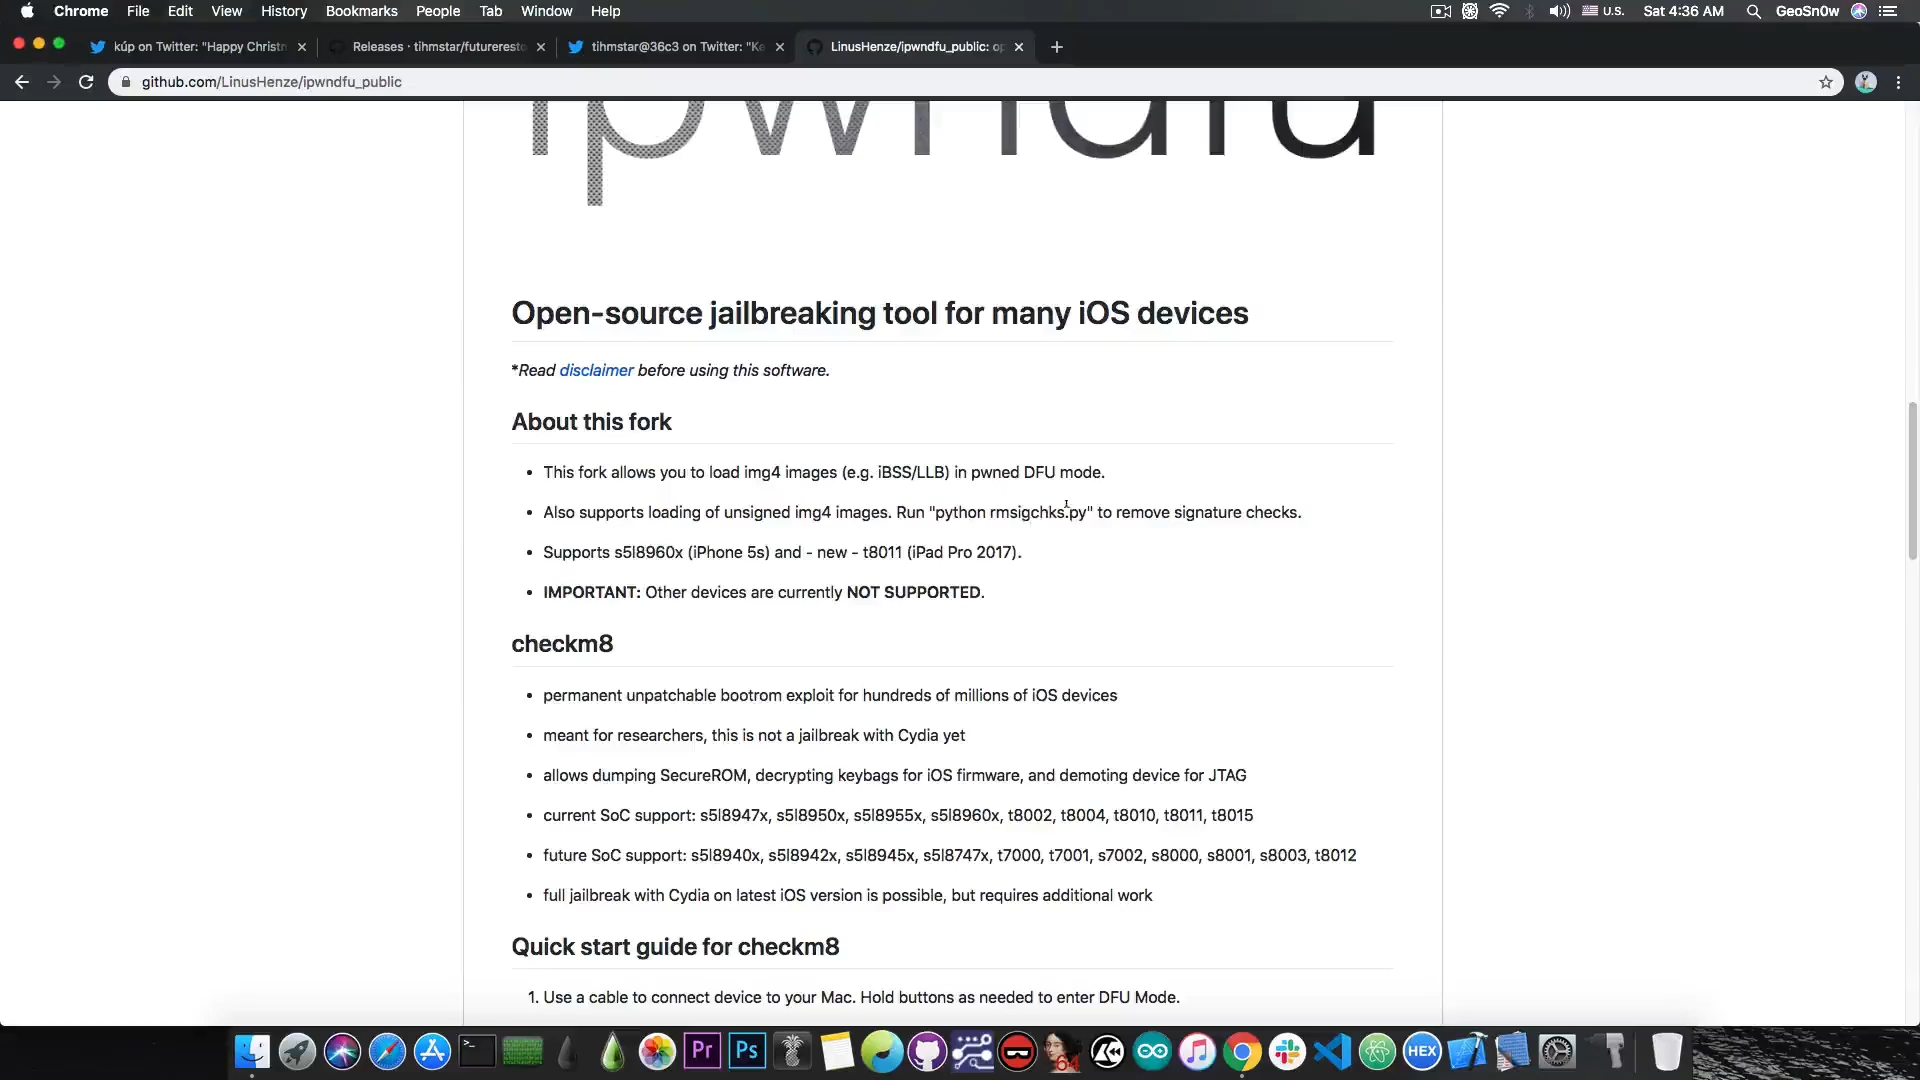 Chrome File Edit View History Bookmarks People Tab Window Help U.S. Sat 4:36 AM GeoSn0w
kúp on Twitter: "Happy Christm Releases · tihmstar/futureresto tihmstar@36c3 on Twitter: "Ke LinusHenze/ipwndfu_public: op
github.com/LinusHenze/ipwndfu_public
ipwndfu
Open-source jailbreaking tool for many iOS devices
*Read disclaimer before using this software.
About this fork
• This fork allows you to load img4 images (e.g. iBSS/LLB) in pwned DFU mode.
• Also supports loading of unsigned img4 images. Run "python rmsigchks.py" to remove signature checks.
• Supports s5l8960x (iPhone 5s) and - new - t8011 (iPad Pro 2017).
• IMPORTANT: Other devices are currently NOT SUPPORTED.
checkm8
• permanent unpatchable bootrom exploit for hundreds of millions of iOS devices
• meant for researchers, this is not a jailbreak with Cydia yet
• allows dumping SecureROM, decrypting keybags for iOS firmware, and demoting device for JTAG
• current SoC support: s5l8947x, s5l8950x, s5l8955x, s5l8960x, t8002, t8004, t8010, t8011, t8015
• future SoC support: s5l8940x, s5l8942x, s5l8945x, s5l8747x, t7000, t7001, s7002, s8000, s8001, s8003, t8012
• full jailbreak with Cydia on latest iOS version is possible, but requires additional work
Quick start guide for checkm8
1. Use a cable to connect device to your Mac. Hold buttons as needed to enter DFU Mode.
Pr Ps 64 HEX